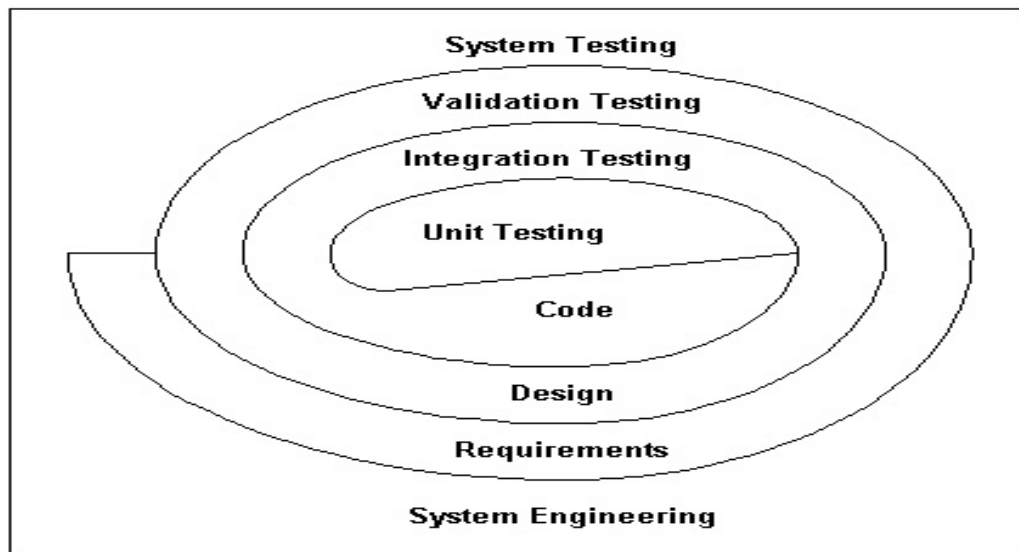 System Testing
Validation Testing
Integration Testing
Unit Testing
Code
Design
Requirements
System Engineering